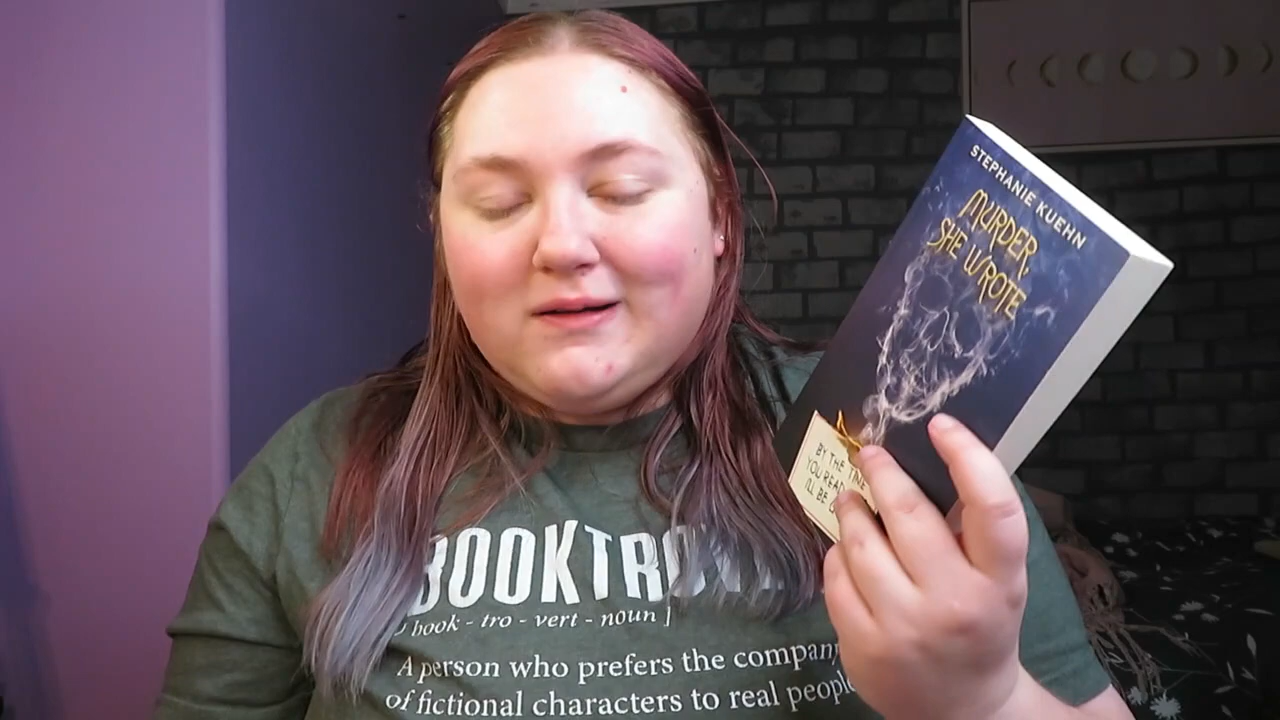 STEPHANIE KUEHN
MURDER,
SHE WROTE
BY THE TIME
YOU READ
I'LL BE
BOOKTRO
[ book - tro - vert - noun ]
A person who prefers the company
of fictional characters to real people